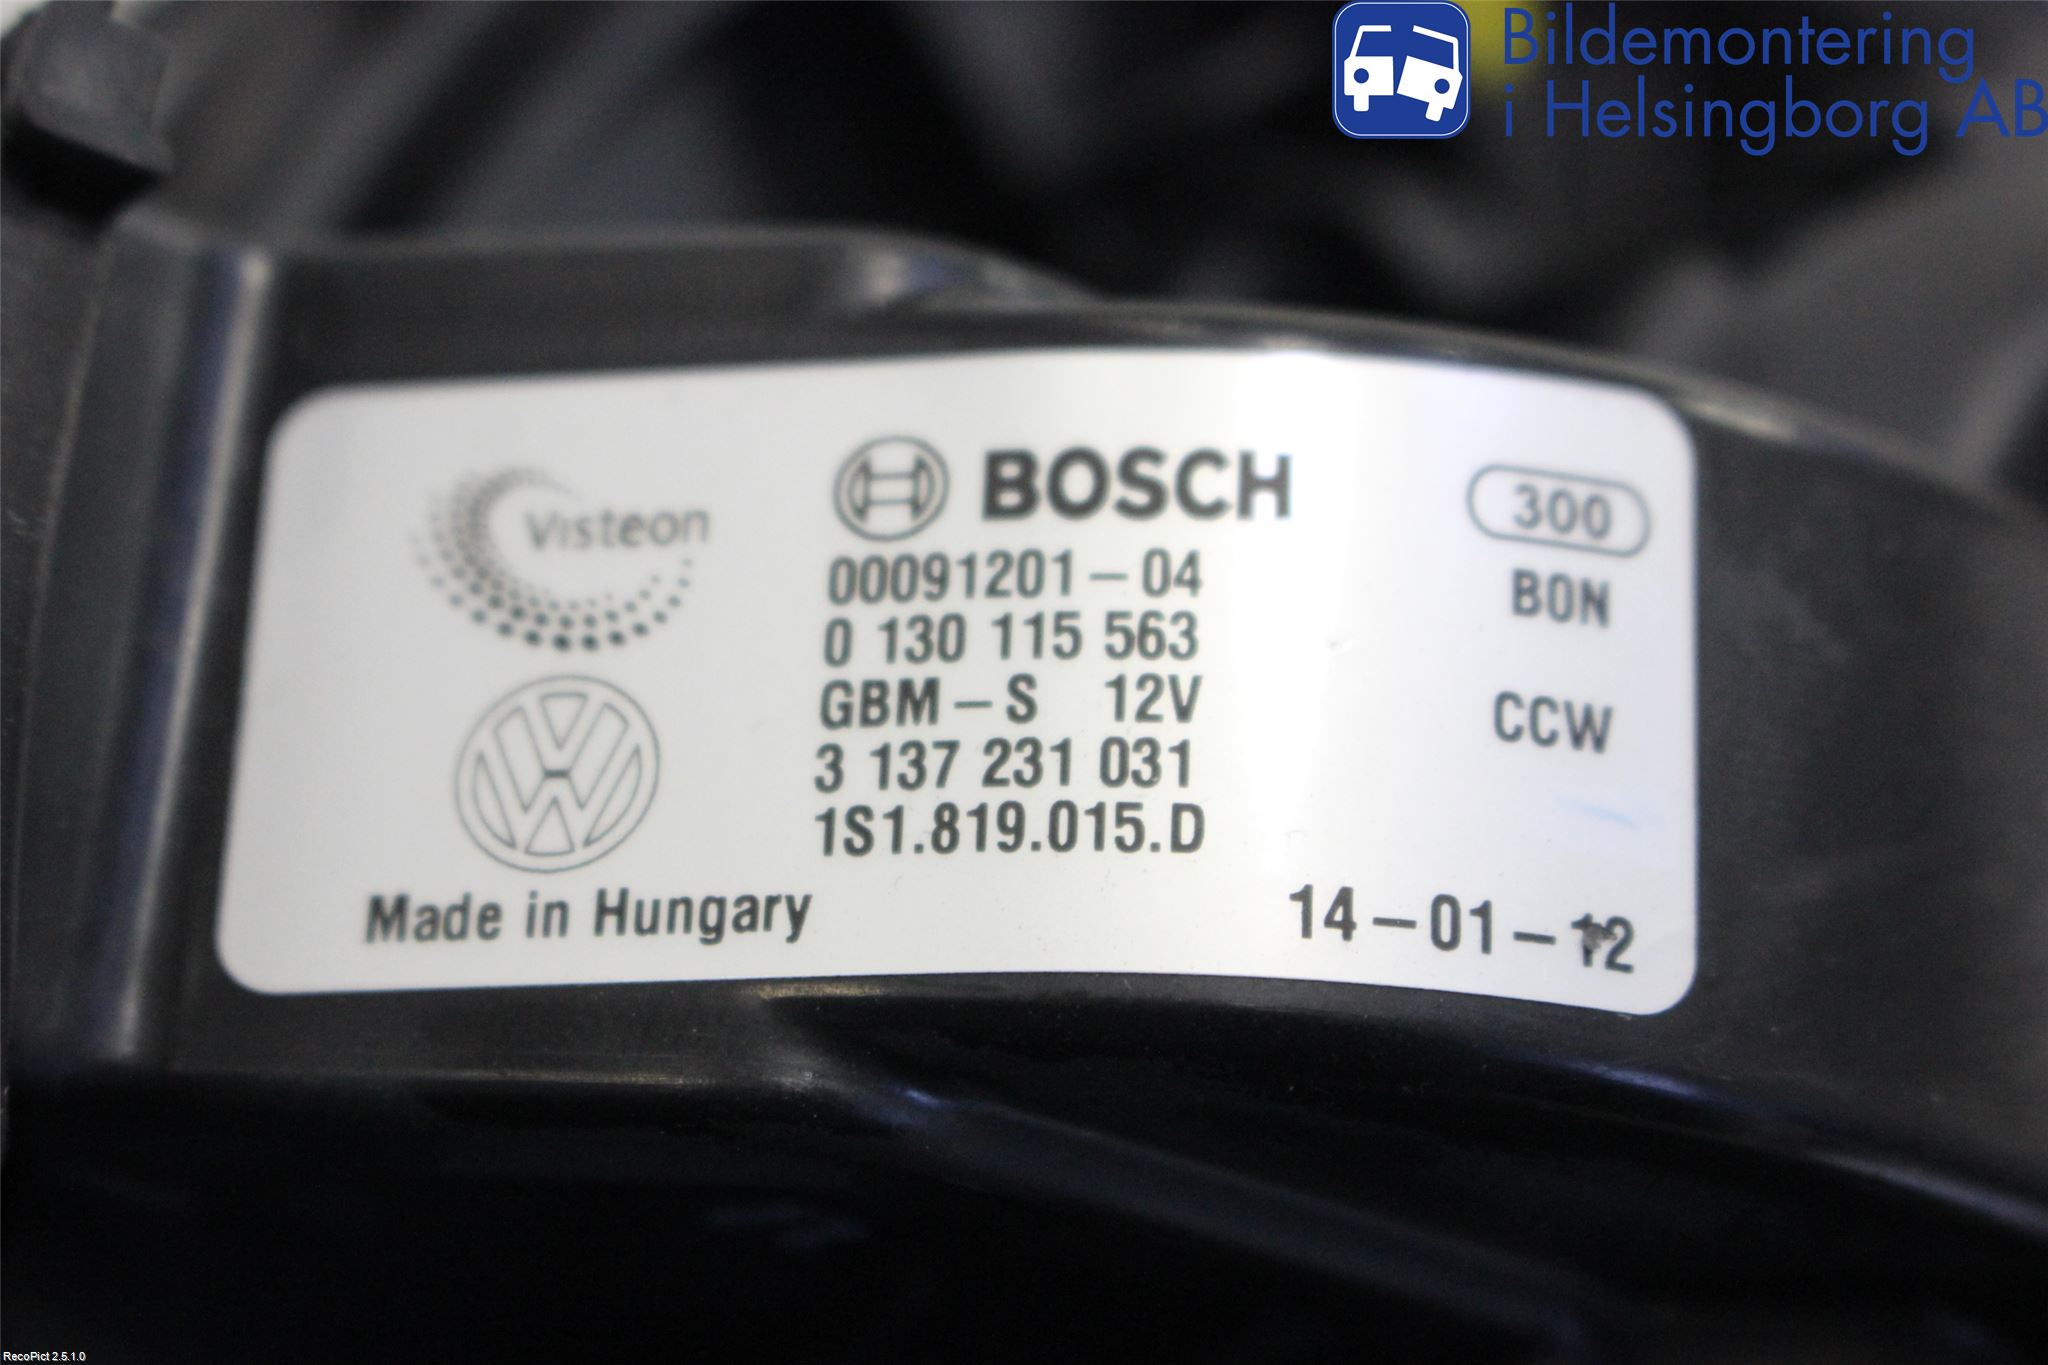 Bildemontering
i Helsingborg AB
Visteon
BOSCH
300
00091201-04
BON
0 130 115 563
GBM-S 12V
CCW
3 137 231 031
1S1.819.015.D
Made in Hungary
14-01-12
RecoPict 2.5.1.0